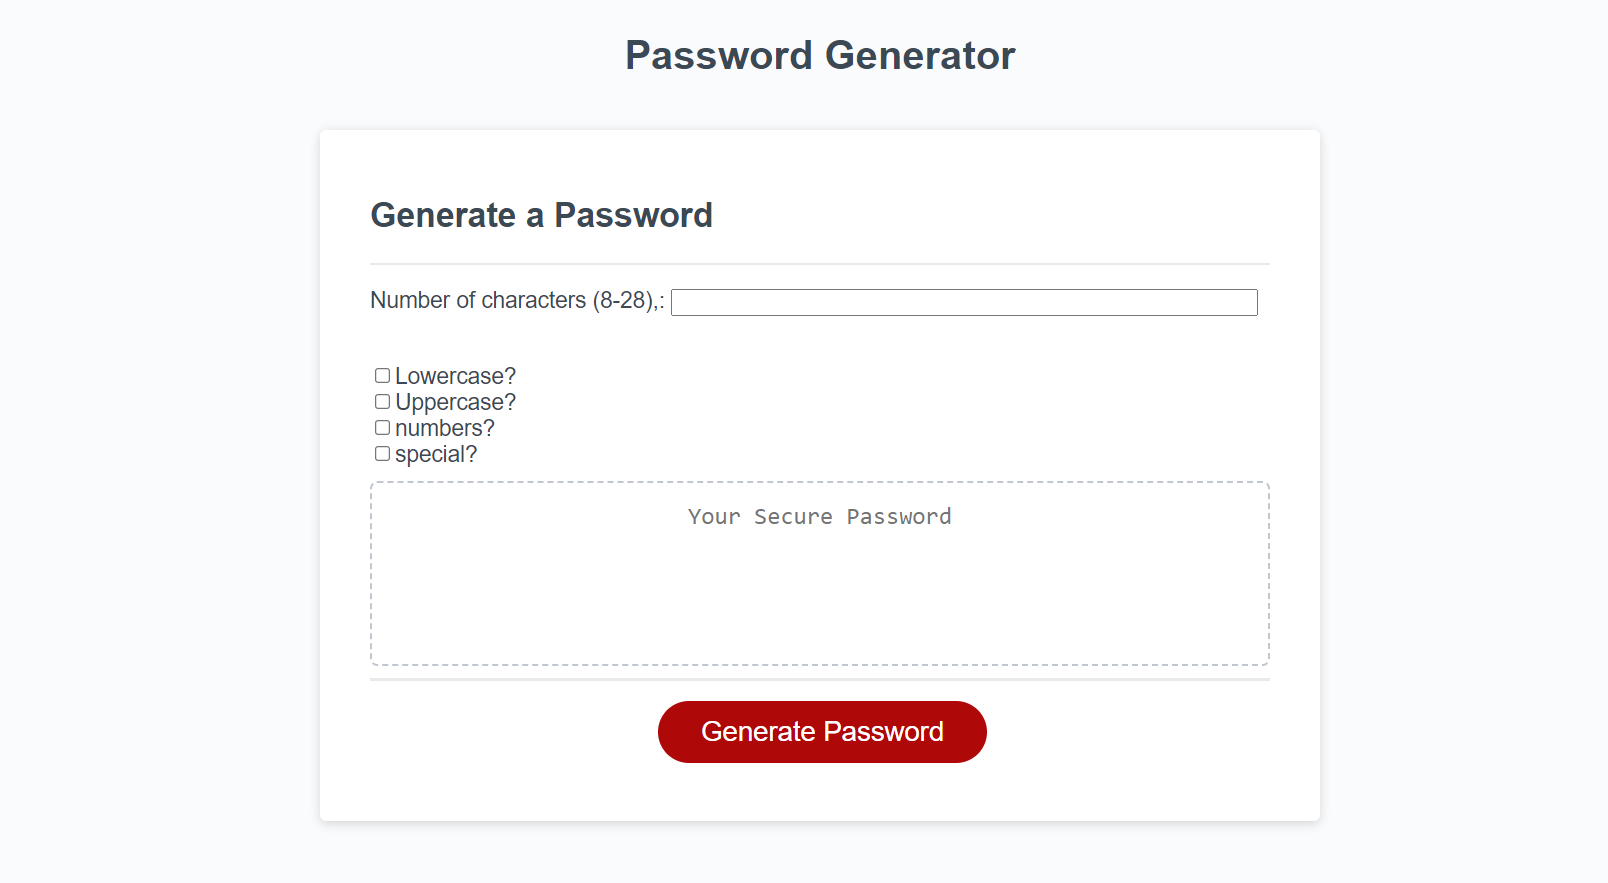 Password Generator
Generate a Password
Number of characters (8-28),:
Lowercase?
Uppercase?
numbers?
special?
Your Secure Password
Generate Password